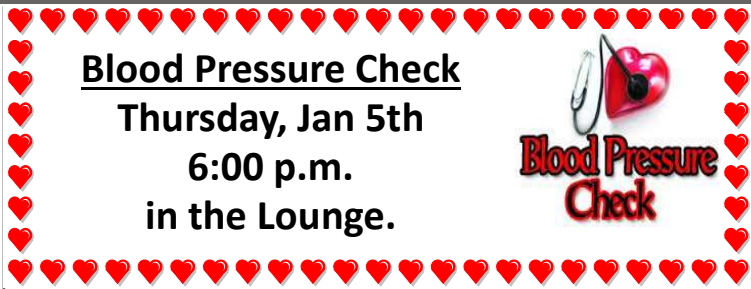 Blood Pressure Check
Thursday, Jan 5th
6:00 p.m.
in the Lounge.
Blood Pressure
Check